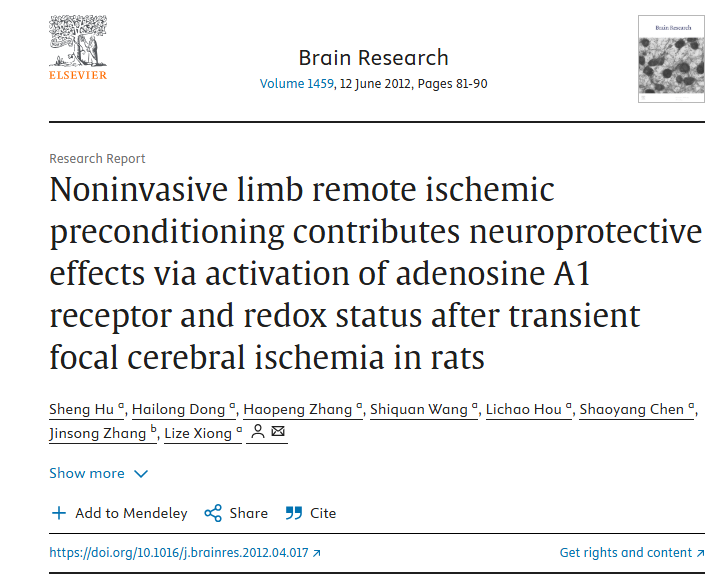 ELSEVIER
Brain Research
Volume 1459, 12 June 2012, Pages 81-90
Brain Research
Research Report
Noninvasive limb remote ischemic
preconditioning contributes neuroprotective
effects via activation of adenosine A1
receptor and redox status after transient
focal cerebral ischemia in rats
Sheng Hu a, Hailong Dong a, Haopeng Zhang a, Shiquan Wang a, Lichao Hou a, Shaoyang Chen a,
Jinsong Zhang b, Lize Xiong a
Show more
Add to Mendeley Share Cite
https://doi.org/10.1016/j.brainres.2012.04.017 Get rights and content